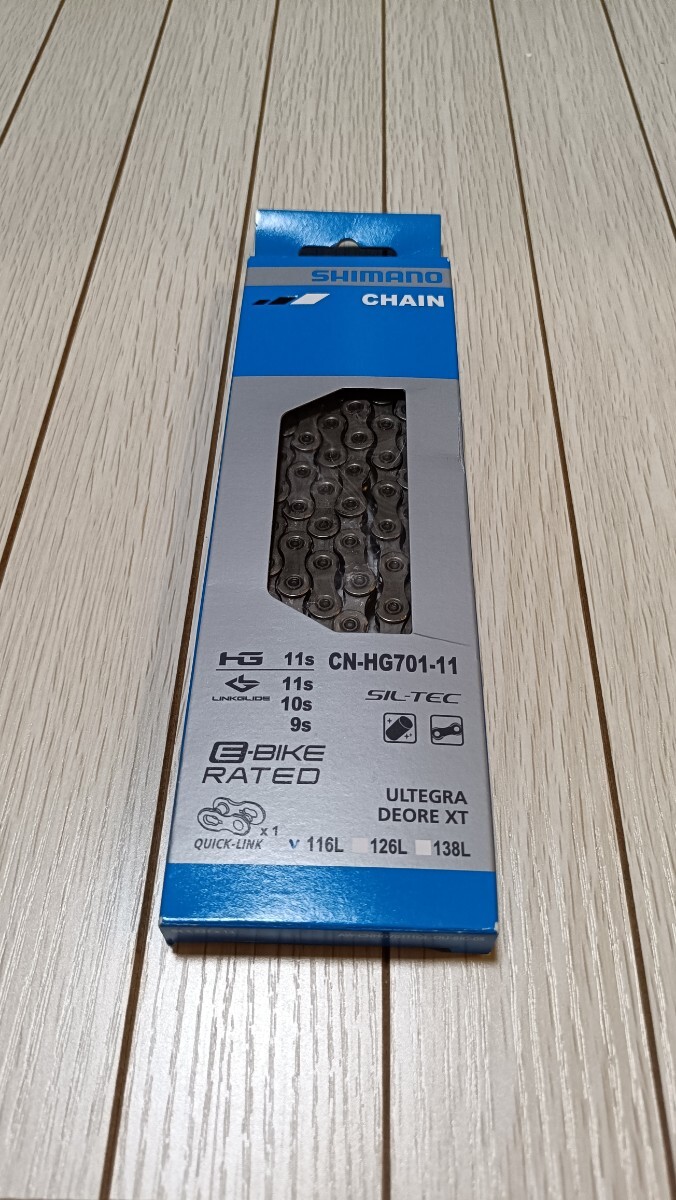 SHIMANO
CHAIN
HG 11s CN-HG701-11
LINKGLIDE 11s
10s
9s
SIL-TEC
E-BIKE
RATED
ULTEGRA
DEORE XT
x 1
QUICK-LINK
116L 126L 138L